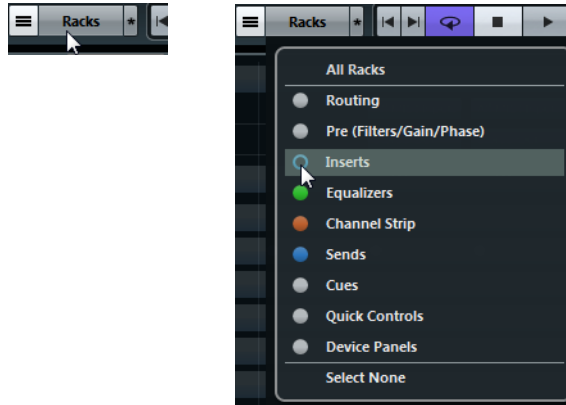 Racks *
Racks *
All Racks
Routing
Pre (Filters/Gain/Phase)
Inserts
Equalizers
Channel Strip
Sends
Cues
Quick Controls
Device Panels
Select None